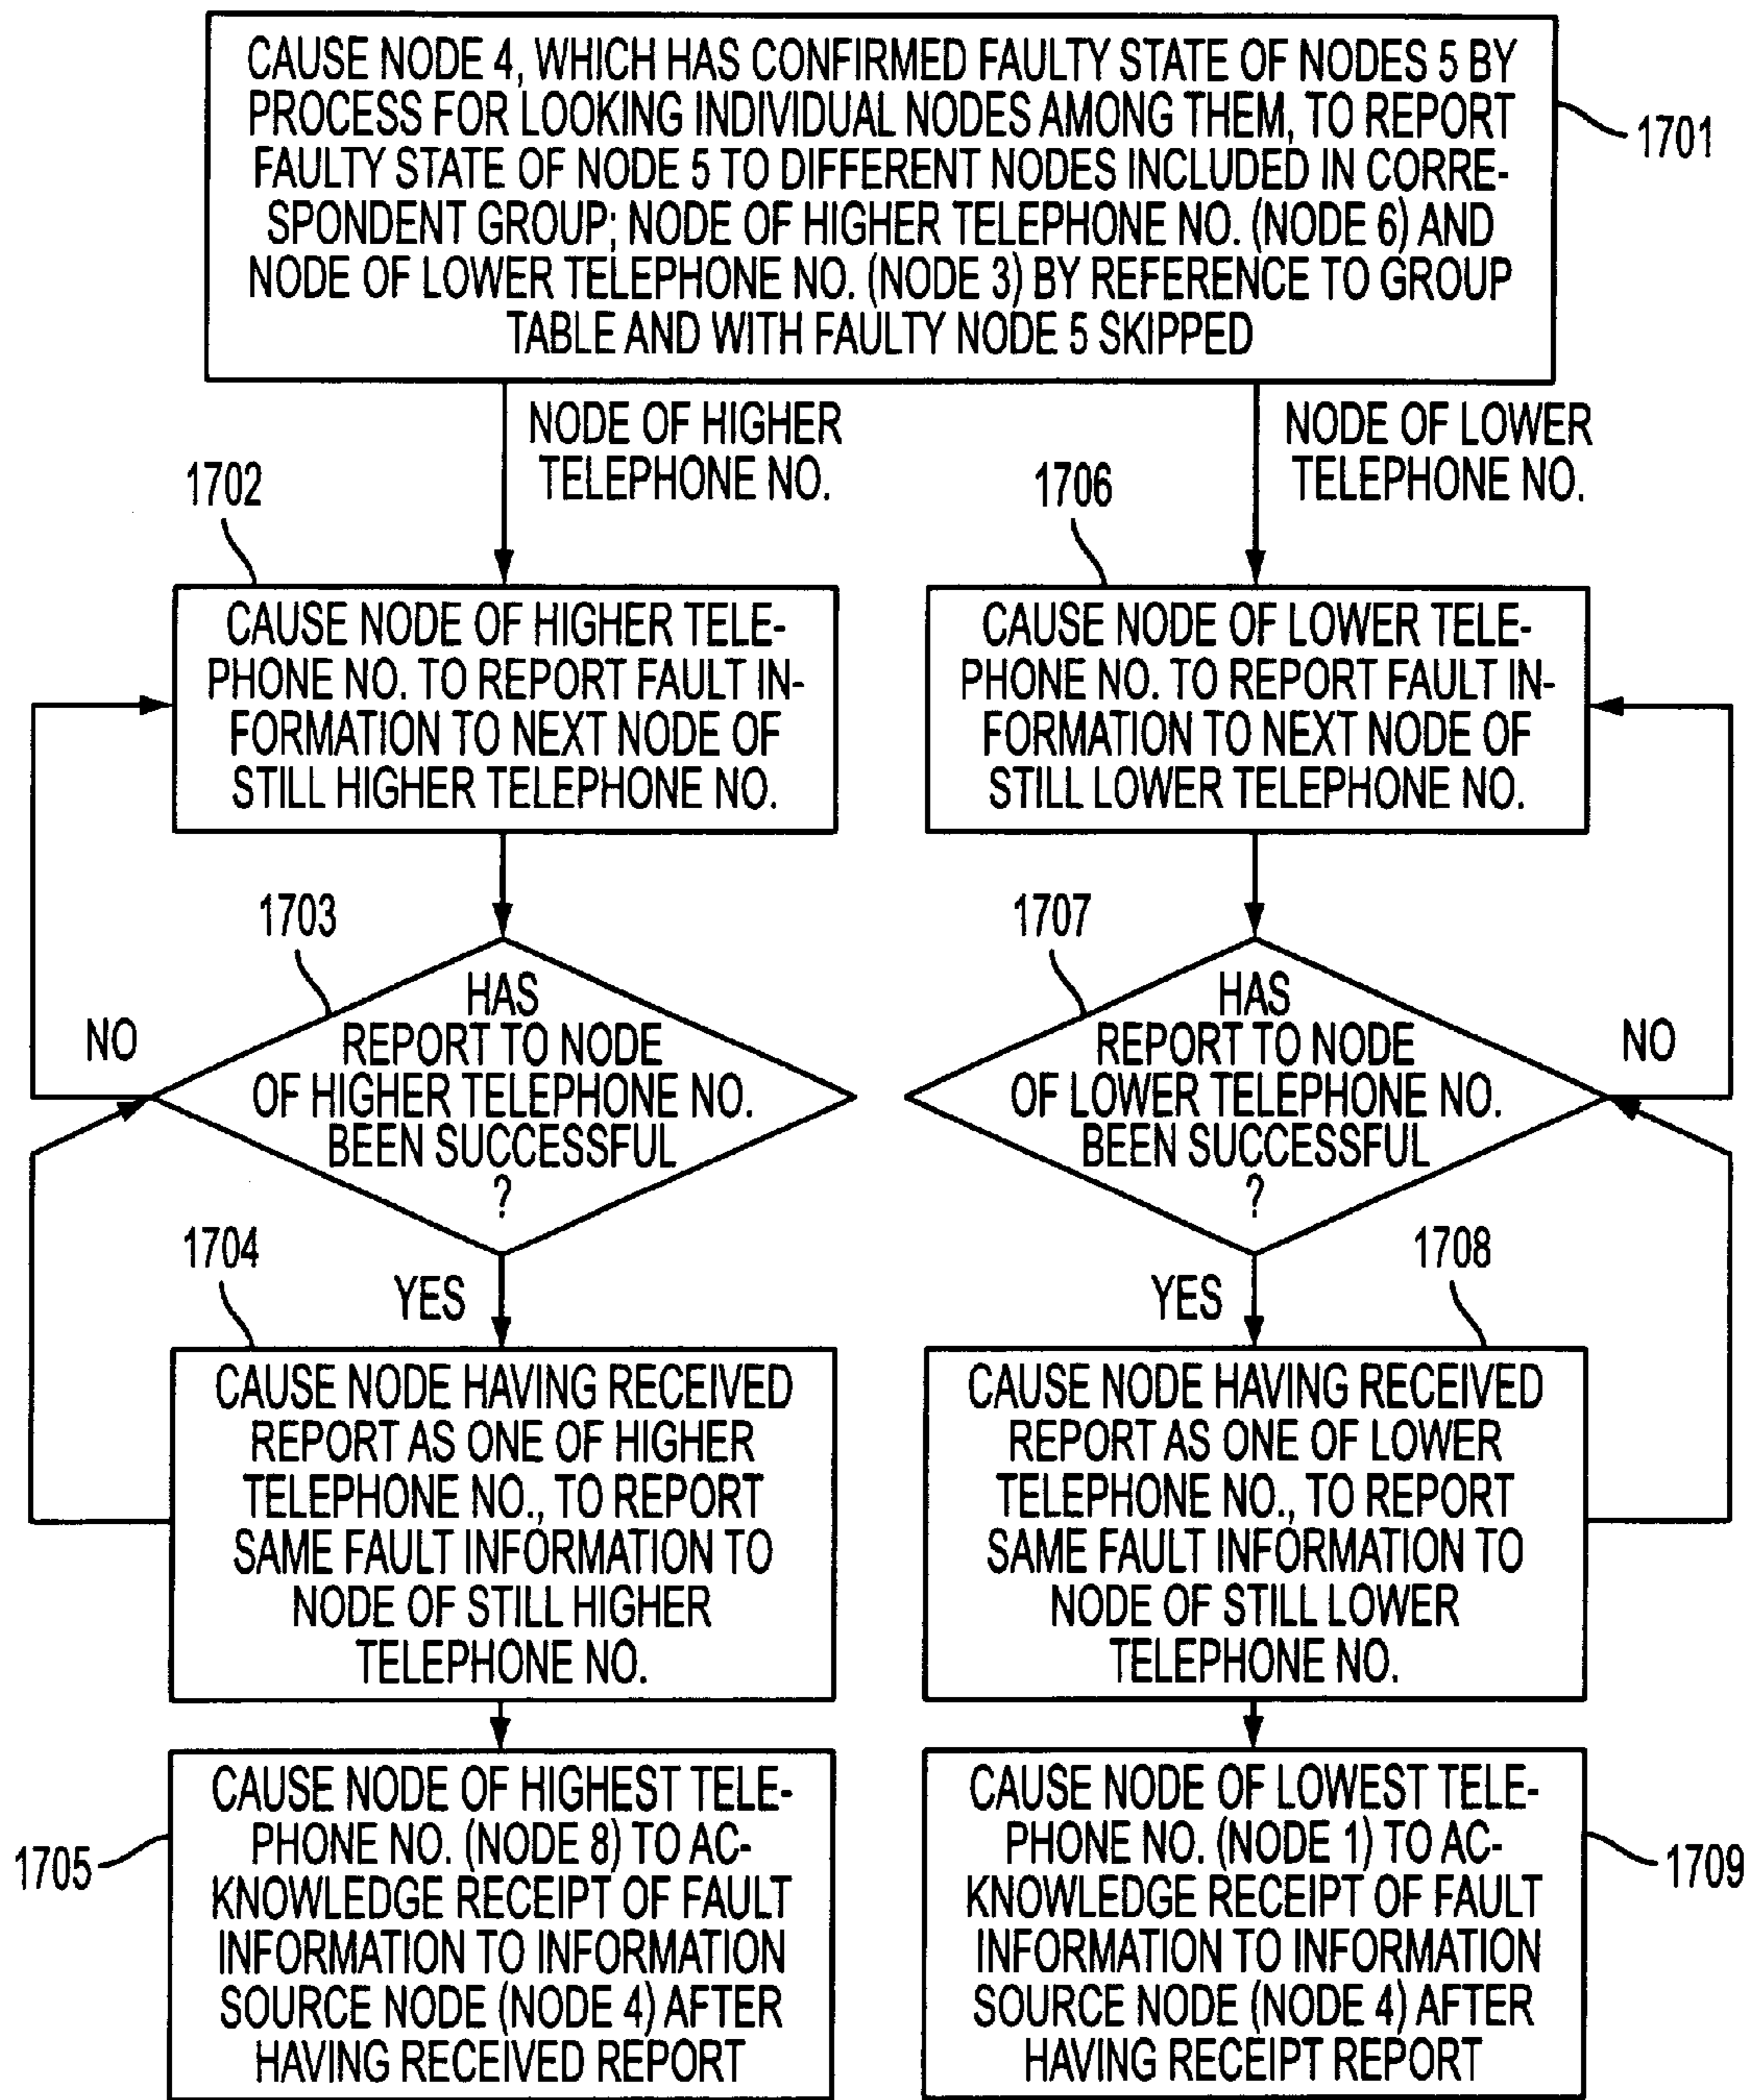 CAUSE NODE 4, WHICH HAS CONFIRMED FAULTY STATE OF NODES 5 BY
PROCESS FOR LOOKING INDIVIDUAL NODES AMONG THEM, TO REPORT
FAULTY STATE OF NODE 5 TO DIFFERENT NODES INCLUDED IN CORRE-
SPONDENT GROUP; NODE OF HIGHER TELEPHONE NO. (NODE 6) AND
NODE OF LOWER TELEPHONE NO. (NODE 3) BY REFERENCE TO GROUP
TABLE AND WITH FAULTY NODE 5 SKIPPED
1701
NODE OF HIGHER
TELEPHONE NO.
NODE OF LOWER
TELEPHONE NO.
1702
CAUSE NODE OF HIGHER TELE-
PHONE NO. TO REPORT FAULT IN-
FORMATION TO NEXT NODE OF
STILL HIGHER TELEPHONE NO.
1706
CAUSE NODE OF LOWER TELE-
PHONE NO. TO REPORT FAULT IN-
FORMATION TO NEXT NODE OF
STILL LOWER TELEPHONE NO.
1703
HAS
REPORT TO NODE
OF HIGHER TELEPHONE NO.
BEEN SUCCESSFUL
?
NO
1707
HAS
REPORT TO NODE
OF LOWER TELEPHONE NO.
BEEN SUCCESSFUL
?
NO
1704
YES
CAUSE NODE HAVING RECEIVED
REPORT AS ONE OF HIGHER
TELEPHONE NO., TO REPORT
SAME FAULT INFORMATION TO
NODE OF STILL HIGHER
TELEPHONE NO.
1708
YES
CAUSE NODE HAVING RECEIVED
REPORT AS ONE OF LOWER
TELEPHONE NO., TO REPORT
SAME FAULT INFORMATION TO
NODE OF STILL LOWER
TELEPHONE NO.
1705
CAUSE NODE OF HIGHEST TELE-
PHONE NO. (NODE 8) TO AC-
KNOWLEDGE RECEIPT OF FAULT
INFORMATION TO INFORMATION
SOURCE NODE (NODE 4) AFTER
HAVING RECEIVED REPORT
CAUSE NODE OF LOWEST TELE-
PHONE NO. (NODE 1) TO AC-
KNOWLEDGE RECEIPT OF FAULT
INFORMATION TO INFORMATION
SOURCE NODE (NODE 4) AFTER
HAVING RECEIPT REPORT
1709